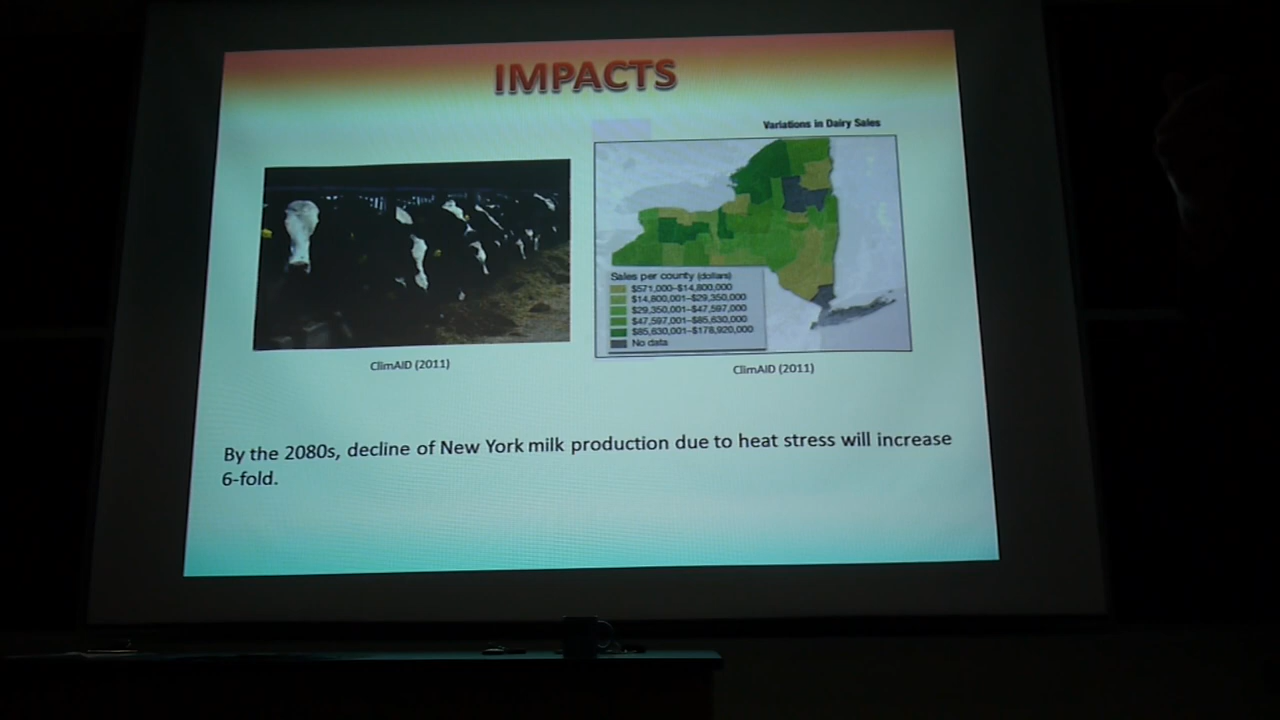 IMPACTS
Variations in Dairy Sales
Sales per county (dollars)
$571,000–$14,800,000
$14,800,001–$29,350,000
$29,350,001–$47,597,000
$47,597,001–$85,630,000
$85,630,001–$178,920,000
No data
ClimAID (2011)
ClimAID (2011)
By the 2080s, decline of New York milk production due to heat stress will increase
6-fold.